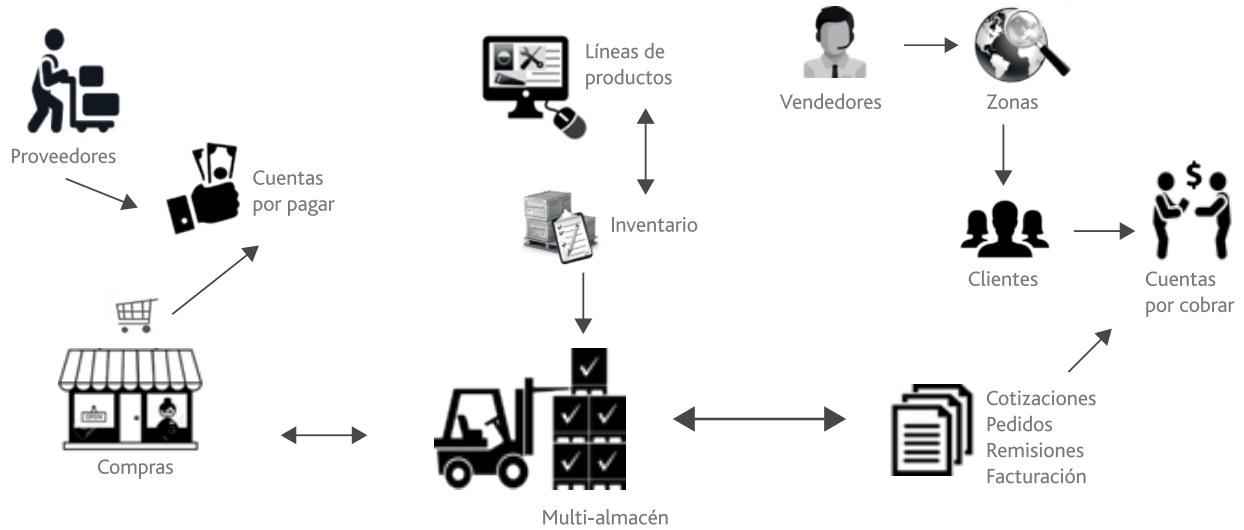 Proveedores
Cuentas
por pagar
Compras
OPEN
Líneas de
productos
Inventario
Multi-almacén
Vendedores
Zonas
Clientes
$
Cuentas
por cobrar
Cotizaciones
Pedidos
Remisiones
Facturación